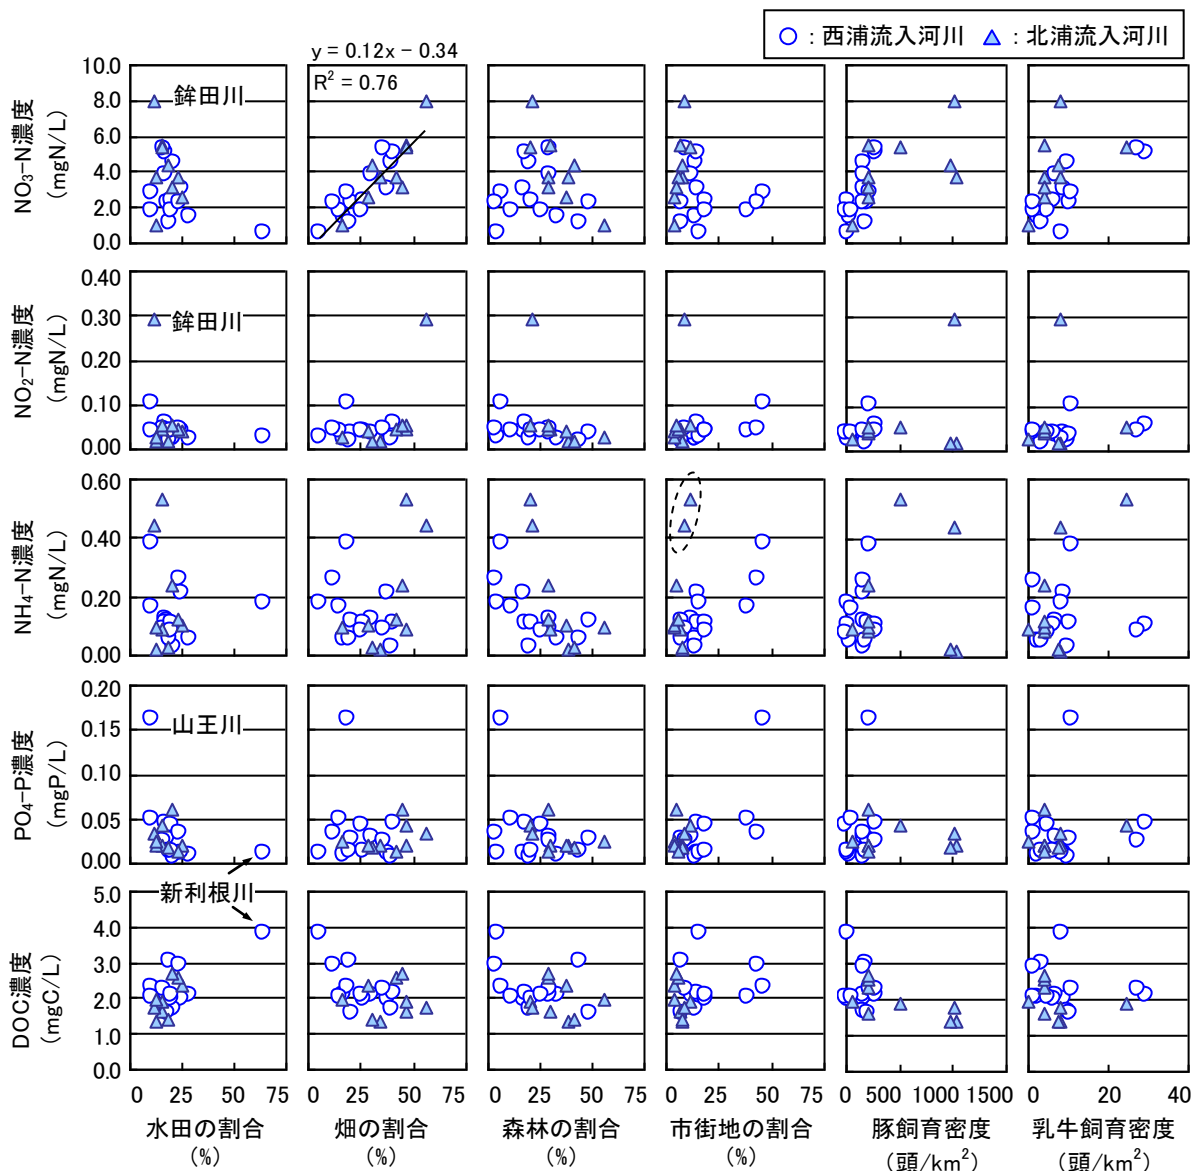 ○ : 西浦流入河川 △ : 北浦流入河川
y = 0.12x − 0.34
R² = 0.76
NO₃−N濃度
(mgN/L)
10.0
8.0
6.0
4.0
2.0
0.0
鉾田川
NO₂−N濃度
(mgN/L)
0.40
0.30
0.20
0.10
0.00
鉾田川
NH₄−N濃度
(mgN/L)
0.60
0.40
0.20
0.00
PO₄−P濃度
(mgP/L)
0.20
0.15
0.10
0.05
0.00
山王川
新利根川
DOC濃度
(mgC/L)
5.0
4.0
3.0
2.0
1.0
0.0
0 25 50 75 0 25 50 75 0 25 50 75 0 25 50 75 0 500 1000 1500 0 20 40
水田の割合 畑の割合 森林の割合 市街地の割合 豚飼育密度 乳牛飼育密度
(%) (%) (%) (%) (頭/km²) (頭/km²)